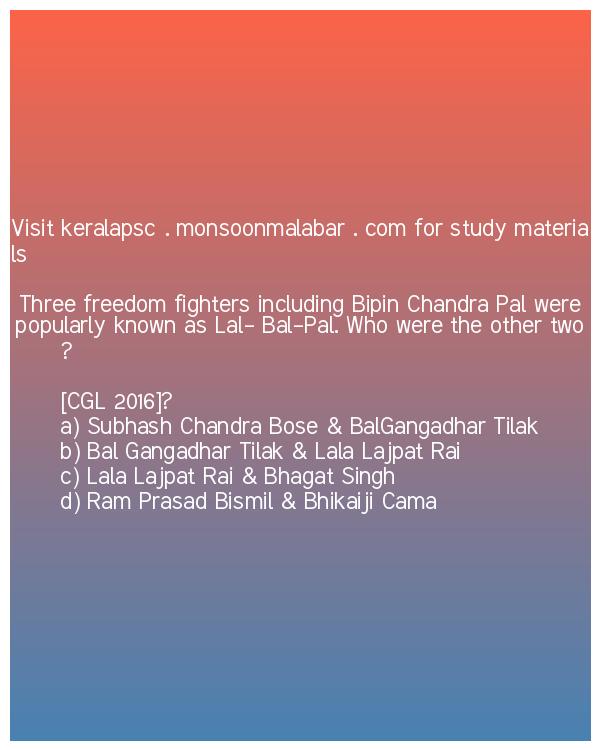 Visit keralapsc . monsoonmalabar . com for study materia
ls
Three freedom fighters including Bipin Chandra Pal were
popularly known as Lal- Bal-Pal. Who were the other two
?
[CGL 2016]?
a) Subhash Chandra Bose & BalGangadhar Tilak
b) Bal Gangadhar Tilak & Lala Lajpat Rai
c) Lala Lajpat Rai & Bhagat Singh
d) Ram Prasad Bismil & Bhikaiji Cama